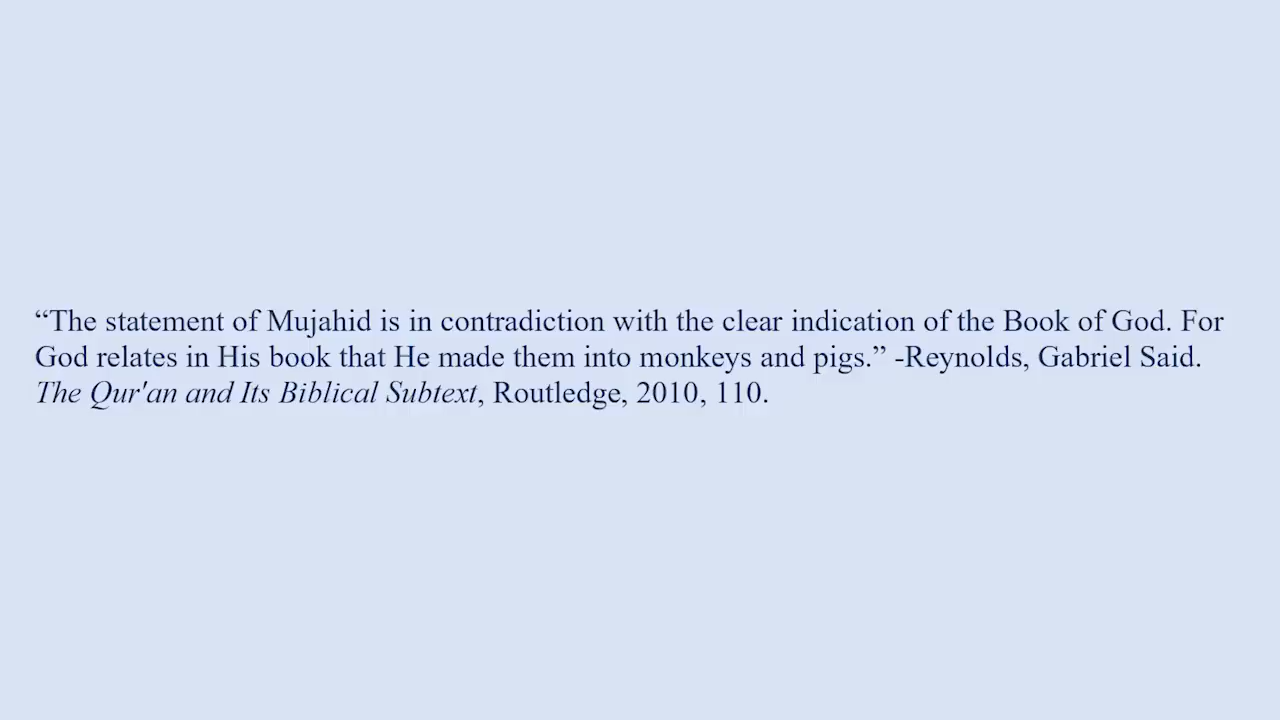 “The statement of Mujahid is in contradiction with the clear indication of the Book of God. For
God relates in His book that He made them into monkeys and pigs.” -Reynolds, Gabriel Said.
The Qur'an and Its Biblical Subtext, Routledge, 2010, 110.